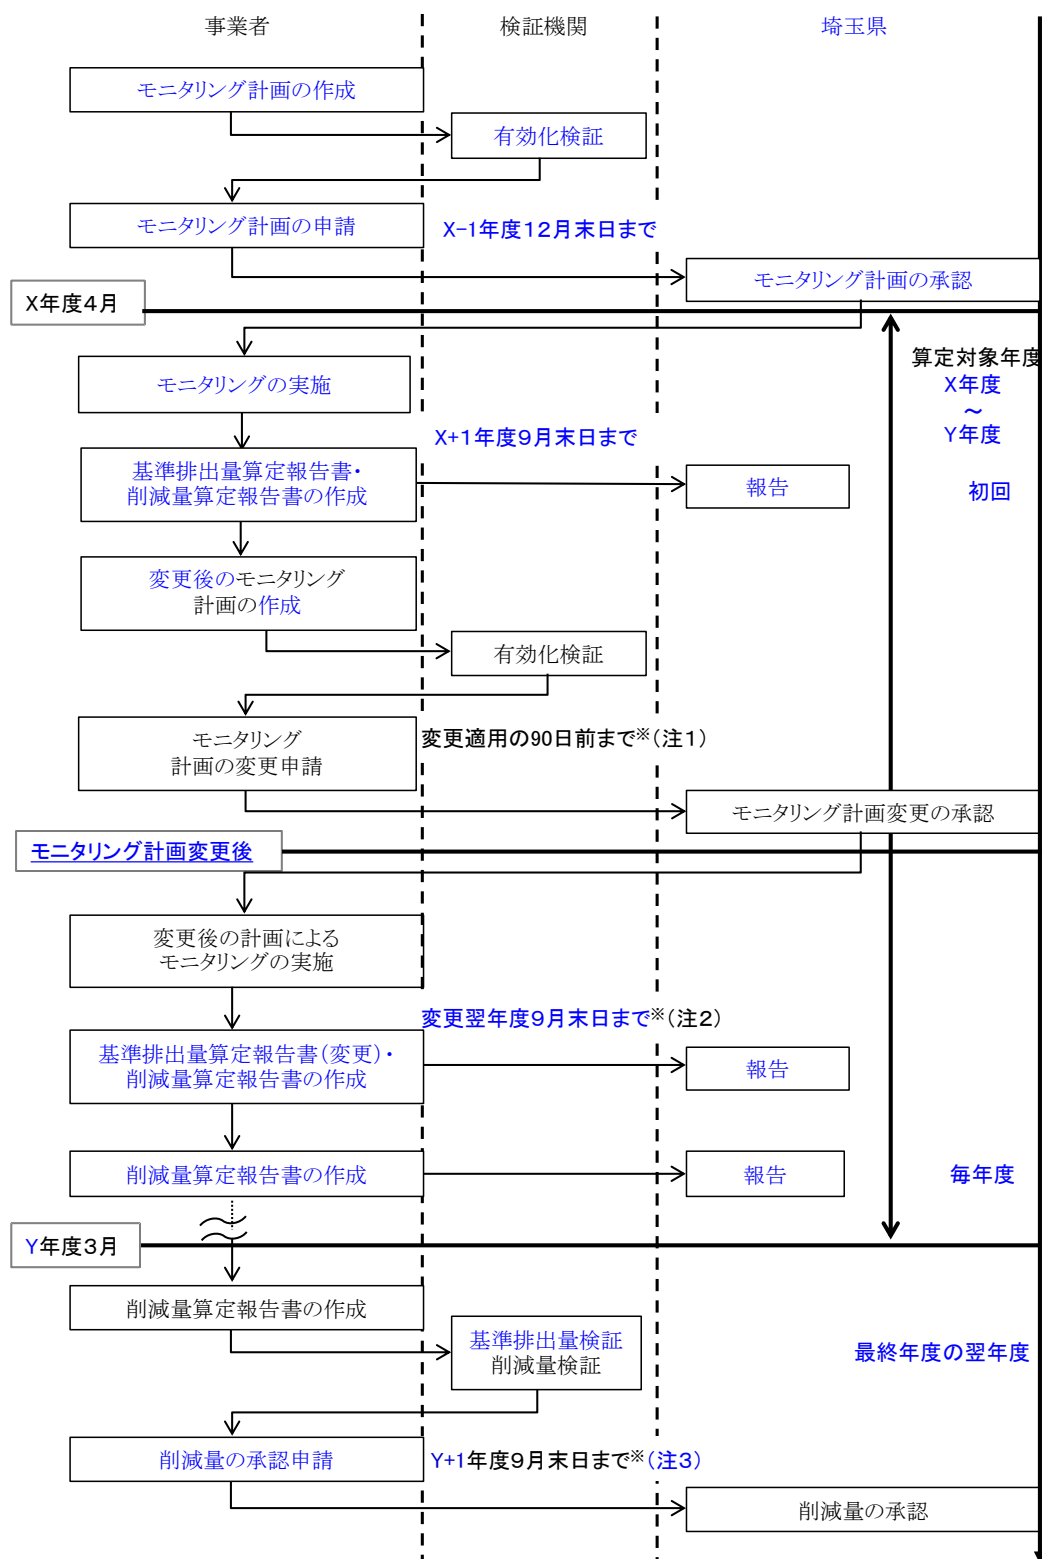 事業者
検証機関
埼玉県
モニタリング計画の作成
有効化検証
モニタリング計画の申請
X−1年度12月末日まで
モニタリング計画の承認
X年度4月
算定対象年度
X年度
～
Y年度
初回
モニタリングの実施
X+1年度9月末日まで
基準排出量算定報告書・
削減量算定報告書の作成
報告
変更後のモニタリング
計画の作成
有効化検証
モニタリング
計画の変更申請
変更適用の90日前まで※（注1）
モニタリング計画変更の承認
モニタリング計画変更後
変更後の計画による
モニタリングの実施
変更翌年度9月末日まで※（注2）
基準排出量算定報告書（変更）・
削減量算定報告書の作成
報告
削減量算定報告書の作成
報告
毎年度
Y年度3月
削減量算定報告書の作成
基準排出量検証
削減量検証
最終年度の翌年度
削減量の承認申請
Y+1年度9月末日まで※（注3）
削減量の承認